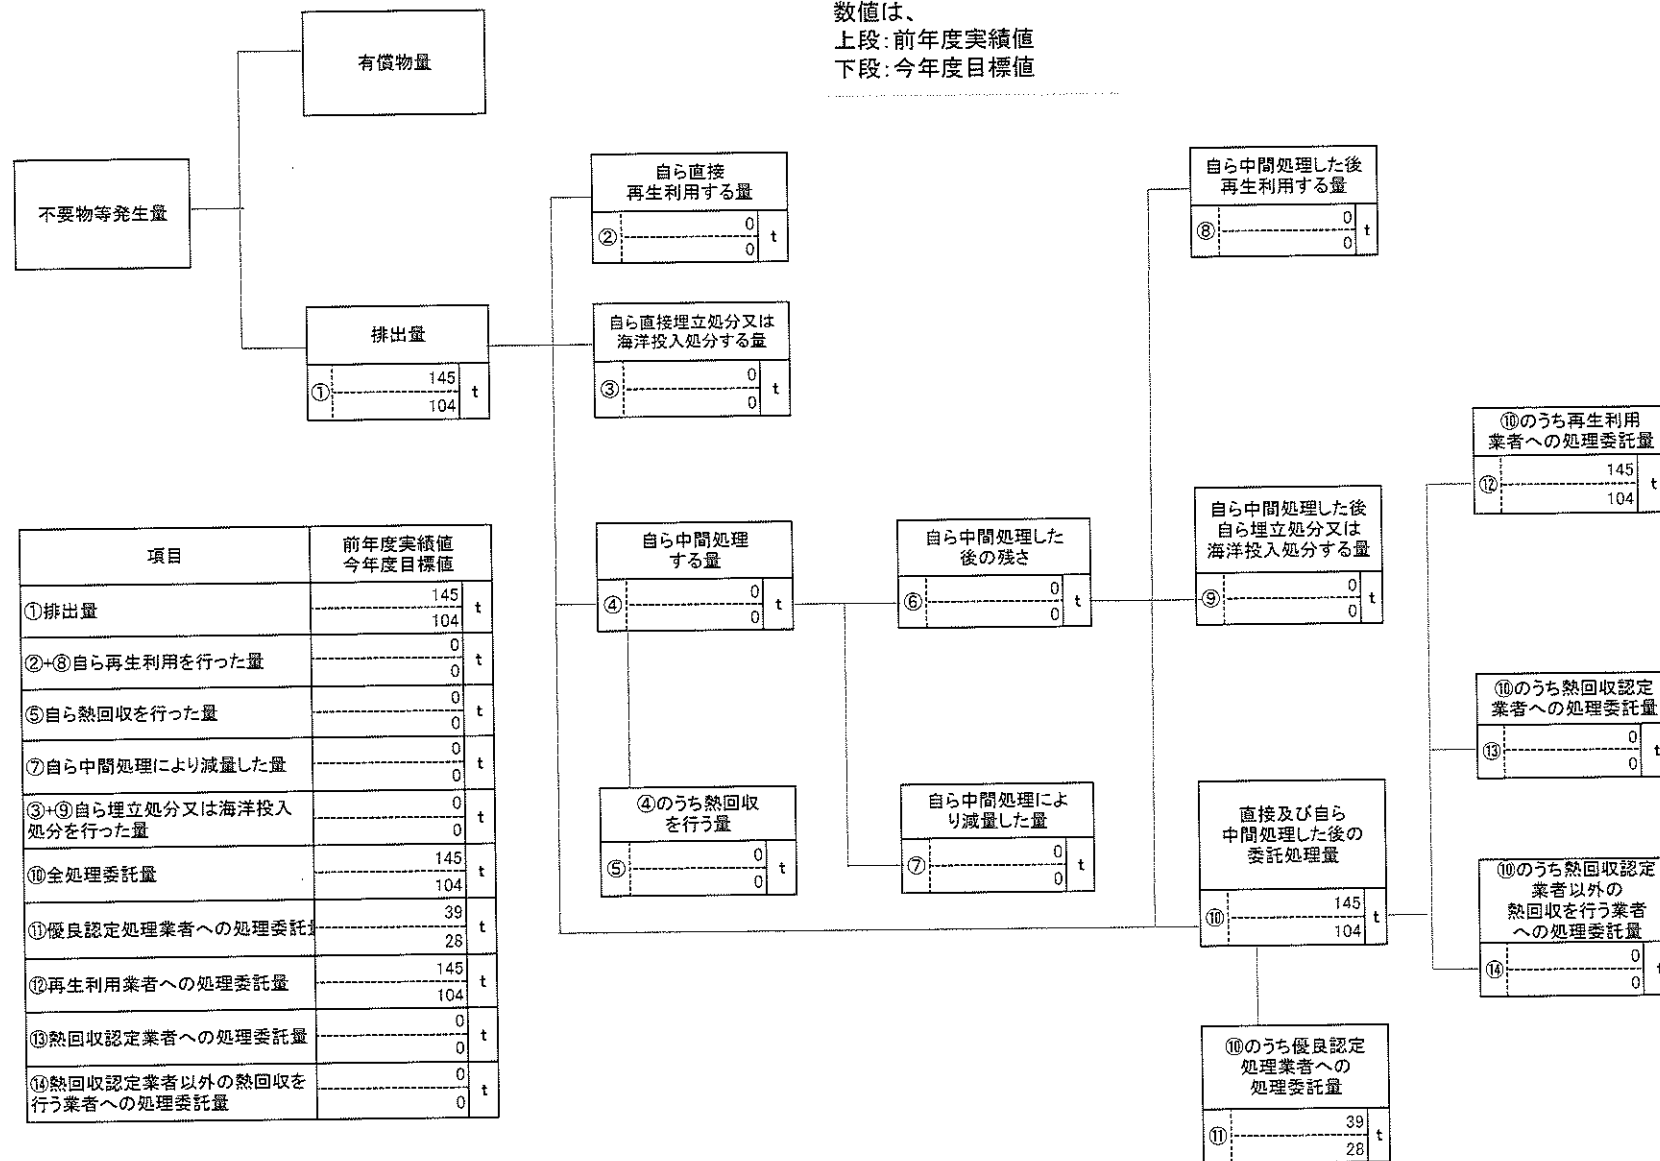 数値は、
上段:前年度実績値
下段:今年度目標値
有償物量
不要物等発生量
排出量
①
145
104
t
自ら直接
再生利用する量
②
0
0
t
自ら直接埋立処分又は
海洋投入処分する量
③
0
0
t
自ら中間処理
する量
④
0
0
t
④のうち熱回収
を行う量
⑤
0
0
t
自ら中間処理した
後の残さ
⑥
0
0
t
自ら中間処理によ
り減量した量
⑦
0
0
t
自ら中間処理した後
再生利用する量
⑧
0
0
t
自ら中間処理した後
自ら埋立処分又は
海洋投入処分する量
⑨
0
0
t
直接及び自ら
中間処理した後の
委託処理量
⑩
145
104
t
⑩のうち優良認定
処理業者への
処理委託量
⑪
39
28
t
⑩のうち再生利用
業者への処理委託量
⑫
145
104
t
⑩のうち熱回収認定
業者への処理委託量
⑬
0
0
t
⑩のうち熱回収認定
業者以外の
熱回収を行う業者
への処理委託量
⑭
0
0
t
項目
前年度実績値
今年度目標値
①排出量
145
104
t
②+⑧自ら再生利用を行った量
0
0
t
⑤自ら熱回収を行った量
0
0
t
⑦自ら中間処理により減量した量
0
0
t
③+⑨自ら埋立処分又は海洋投入
処分を行った量
0
0
t
⑩全処理委託量
145
104
t
⑪優良認定処理業者への処理委託
39
28
t
⑫再生利用業者への処理委託量
145
104
t
⑬熱回収認定業者への処理委託量
0
0
t
⑭熱回収認定業者以外の熱回収を
行う業者への処理委託量
0
0
t